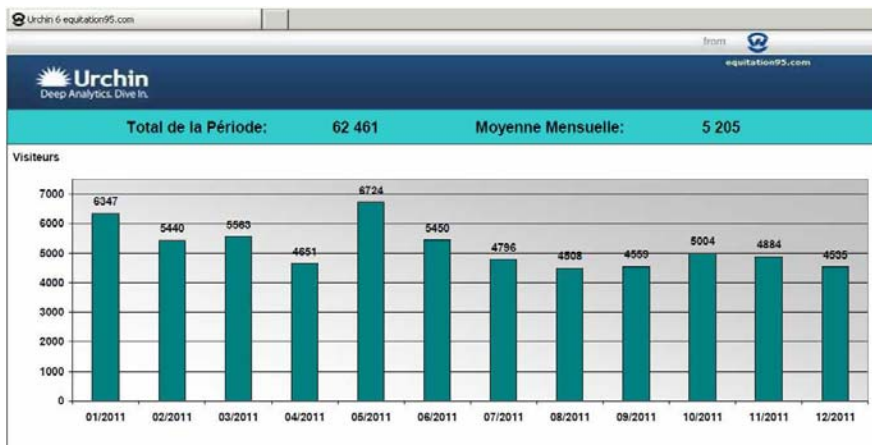 Urchin 6 equitation95.com
from
equitation95.com
Urchin
Deep Analytics. Dive In.
Total de la Période: 62 461 Moyenne Mensuelle: 5 205
Visiteurs
7000
6000
5000
4000
3000
2000
1000
0
6347
5440
5563
4651
6724
5450
4796
4508
4559
5004
4884
4535
01/2011 02/2011 03/2011 04/2011 05/2011 06/2011 07/2011 08/2011 09/2011 10/2011 11/2011 12/2011